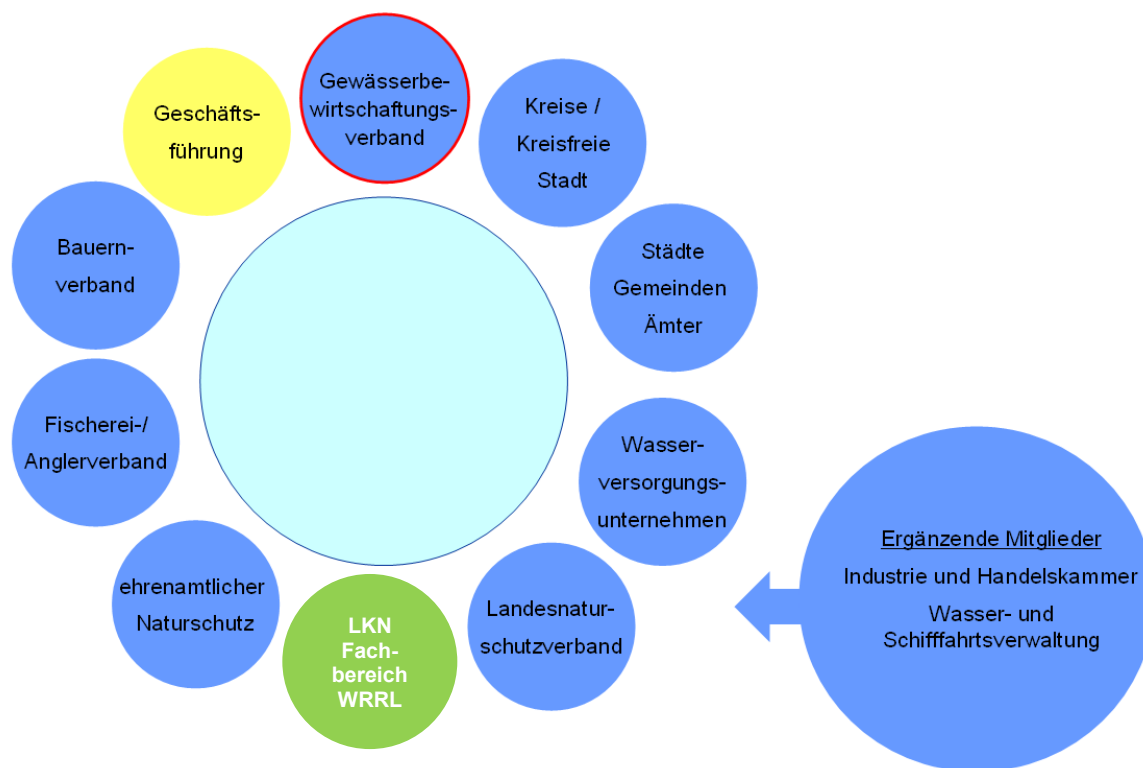 Gewässerbe-
wirtschaftungs-
verband
Kreise /
Kreisfreie
Stadt
Städte
Gemeinden
Ämter
Wasser-
versorgungs-
unternehmen
Landesnatur-
schutzverband
LKN
Fach-
bereich
WRRL
ehrenamtlicher
Naturschutz
Fischerei-/
Anglerverband
Bauern-
verband
Geschäfts-
führung
Ergänzende Mitglieder
Industrie und Handelskammer
Wasser- und
Schifffahrtsverwaltung